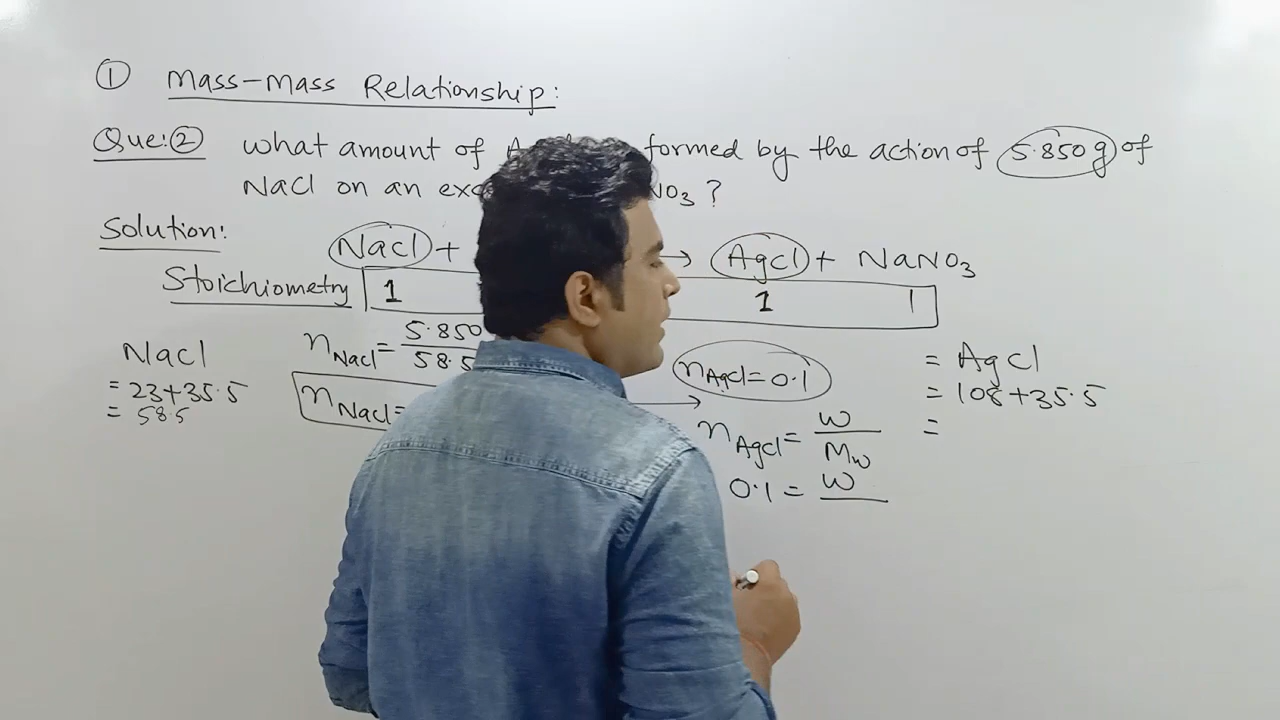 ① Mass-Mass Relationship:
Que:② what amount of formed by the action of 5.850g of
NaCl on an NO₃ ?
Solution:
NaCl + → AgCl + NaNO₃
Stoichiometry 1 1 1
NaCl
= 23+35.5
= 58.5
nNaCl = 5.850
58.5
nNaCl =
→
nAgCl = 0.1
nAgCl = w
Mw
0.1 = w
= AgCl
= 108+35.5
=